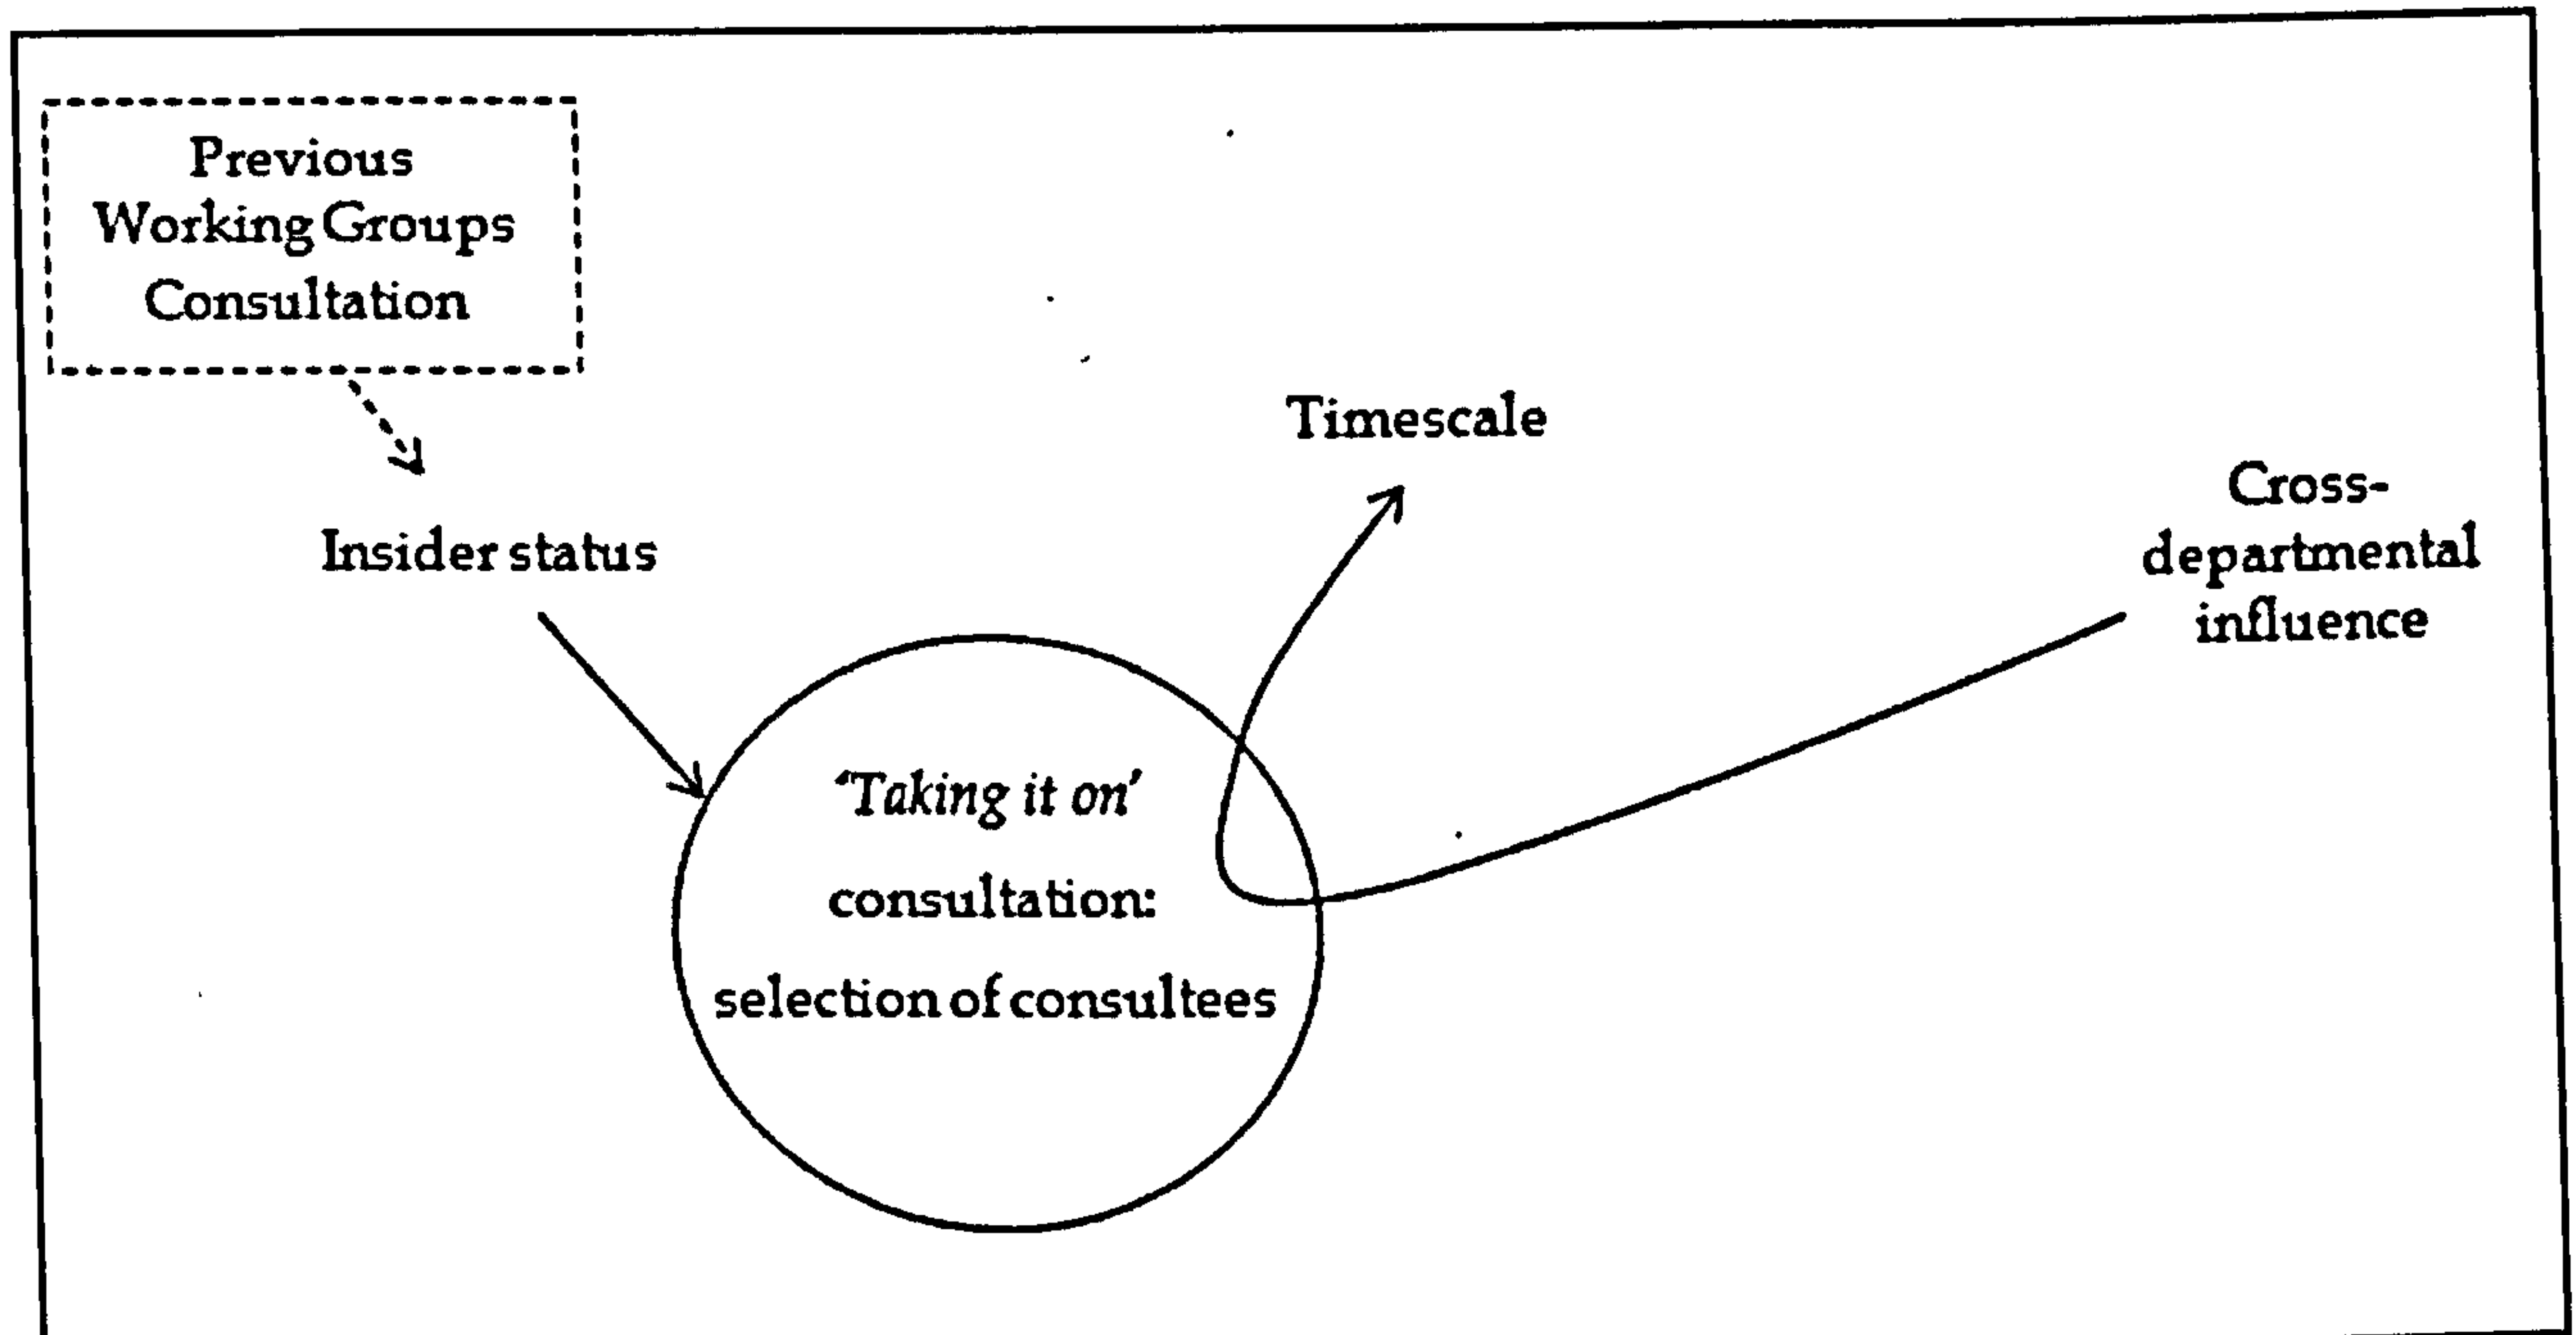 Previous
Working Groups
Consultation
Timescale
Insider status
Cross-
departmental
influence
'Taking it on'
consultation:
selection of consultees